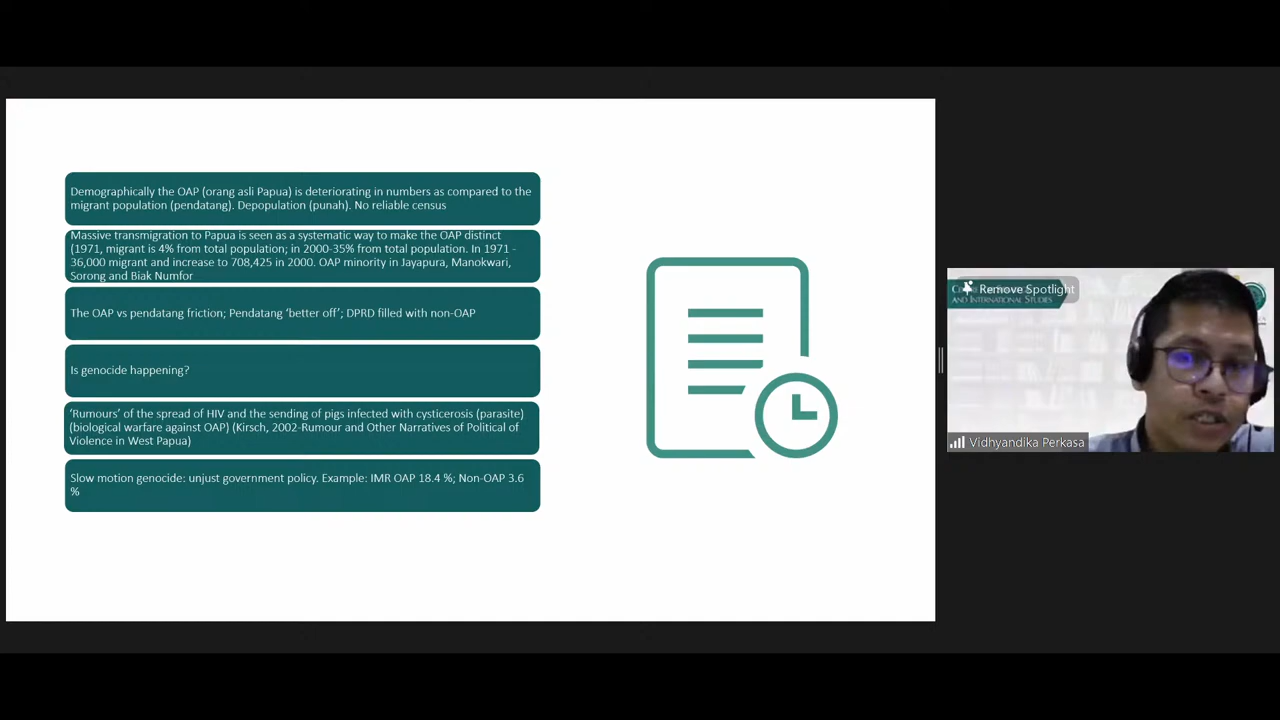 Demographically the OAP (orang asli Papua) is deteriorating in numbers as compared to the
migrant population (pendatang). Depopulation (punah). No reliable census
Massive transmigration to Papua is seen as a systematic way to make the OAP distinct
(1971, migrant is 4% from total population; in 2000-35% from total population. In 1971 -
36,000 migrant and increase to 708,425 in 2000. OAP minority in Jayapura, Manokwari,
Sorong and Biak Numfor
The OAP vs pendatang friction; Pendatang ‘better off’; DPRD filled with non-OAP
Is genocide happening?
‘Rumours’ of the spread of HIV and the sending of pigs infected with cysticerosis (parasite)
(biological warfare against OAP) (Kirsch, 2002-Rumour and Other Narratives of Political of
Violence in West Papua)
Slow motion genocide: unjust government policy. Example: IMR OAP 18.4 %; Non-OAP 3.6
%
Remove Spotlight
and International Studies
Vidhyandika Perkasa